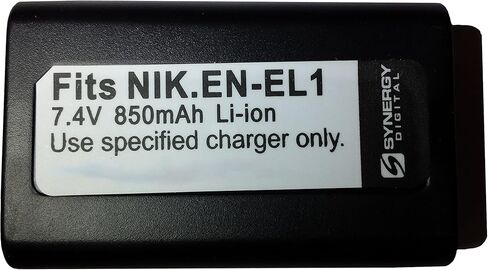 Fits NIK.EN-EL1
7.4V 850mAh Li-ion
Use specified charger only.
SYNERGY
DIGITAL